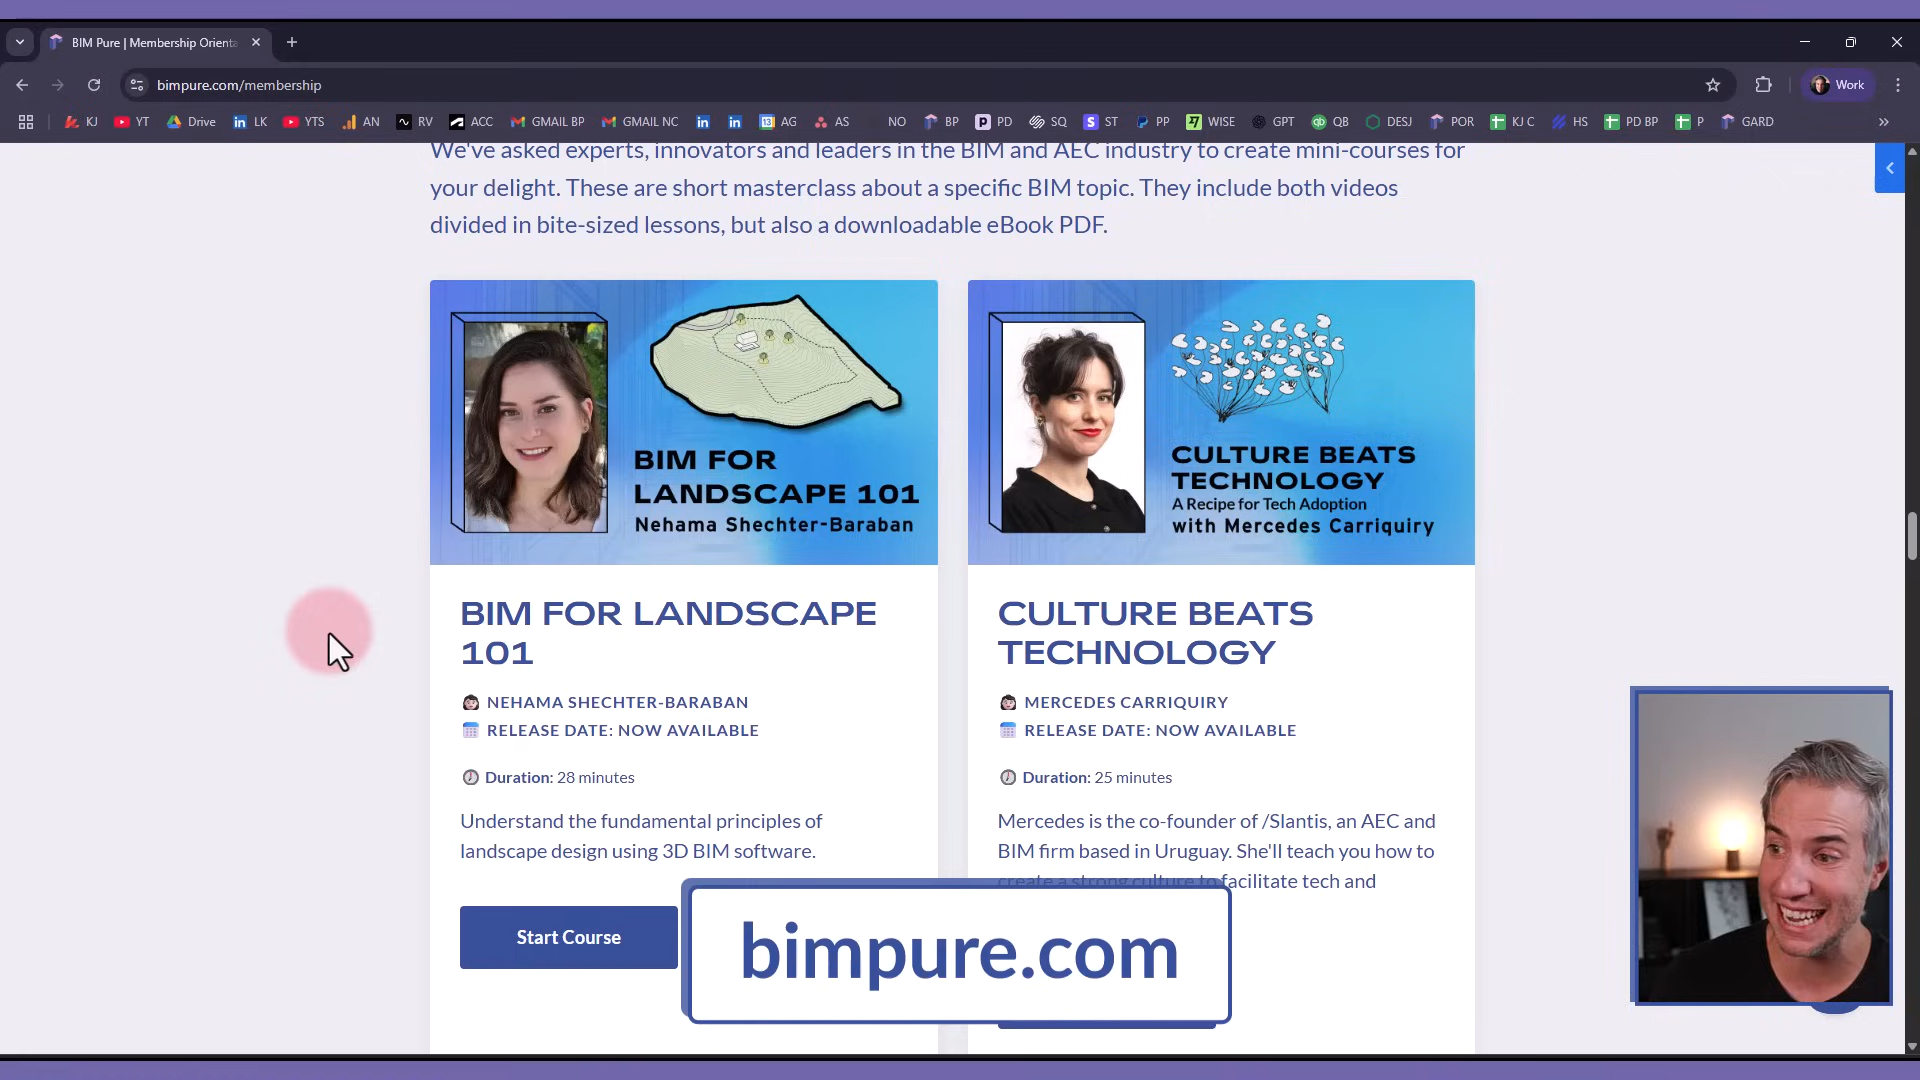 BIM Pure | Membership Orienta
bimpure.com/membership
Work
KJ
YT
Drive
LK
YTS
AN
RV
ACC
GMAIL BP
GMAIL NC
AG
AS
NO
BP
PD
SQ
ST
PP
WISE
GPT
QB
DESJ
POR
KJ C
HS
PD BP
P
GARD
We've asked experts, innovators and leaders in the BIM and AEC industry to create mini-courses for
your delight. These are short masterclass about a specific BIM topic. They include both videos
divided in bite-sized lessons, but also a downloadable eBook PDF.
BIM FOR
LANDSCAPE 101
Nehama Shechter-Baraban
BIM FOR LANDSCAPE
101
NEHAMA SHECHTER-BARABAN
RELEASE DATE: NOW AVAILABLE
Duration: 28 minutes
Understand the fundamental principles of
landscape design using 3D BIM software.
Start Course
CULTURE BEATS
TECHNOLOGY
A Recipe for Tech Adoption
with Mercedes Carriquiry
CULTURE BEATS
TECHNOLOGY
MERCEDES CARRIQUIRY
RELEASE DATE: NOW AVAILABLE
Duration: 25 minutes
Mercedes is the co-founder of /Slantis, an AEC and
BIM firm based in Uruguay. She'll teach you how to
create a strong culture to facilitate tech and
bimpure.com